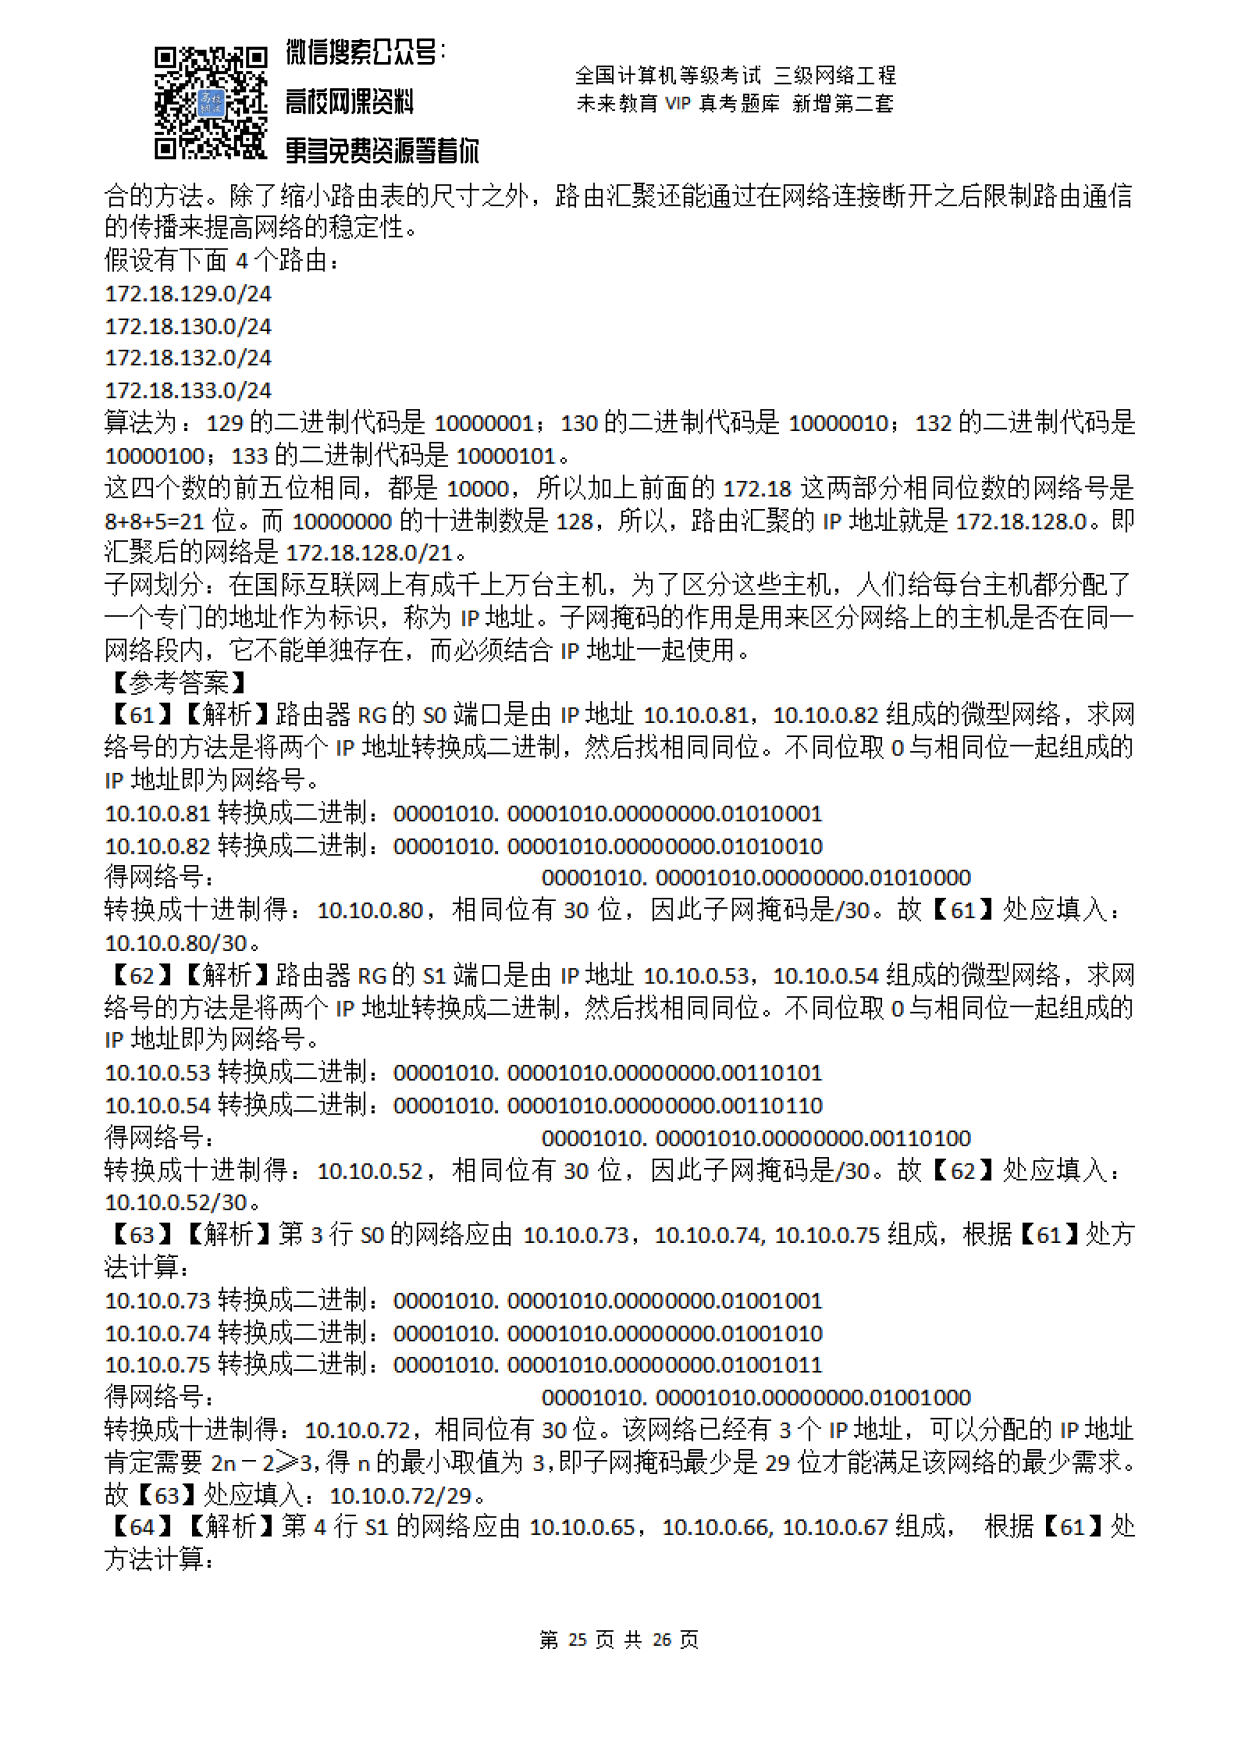 微信搜索公众号：
高校网课资料
更多免费资源等着你
全国计算机等级考试 三级网络工程
未来教育 VIP 真考题库 新增第二套
合的方法。除了缩小路由表的尺寸之外，路由汇聚还能通过在网络连接断开之后限制路由通信
的传播来提高网络的稳定性。
假设有下面 4 个路由：
172.18.129.0/24
172.18.130.0/24
172.18.132.0/24
172.18.133.0/24
算法为：129 的二进制代码是 10000001；130 的二进制代码是 10000010；132 的二进制代码是
10000100；133 的二进制代码是 10000101。
这四个数的前五位相同，都是 10000，所以加上前面的 172.18 这两部分相同位数的网络号是
8+8+5=21 位。而 10000000 的十进制数是 128，所以，路由汇聚的 IP 地址就是 172.18.128.0。即
汇聚后的网络是 172.18.128.0/21。
子网划分：在国际互联网上有成千上万台主机，为了区分这些主机，人们给每台主机都分配了
一个专门的地址作为标识，称为 IP 地址。子网掩码的作用是用来区分网络上的主机是否在同一
网络段内，它不能单独存在，而必须结合 IP 地址一起使用。
【参考答案】
【61】【解析】路由器 RG 的 S0 端口是由 IP 地址 10.10.0.81，10.10.0.82 组成的微型网络，求网
络号的方法是将两个 IP 地址转换成二进制，然后找相同同位。不同位取 0 与相同位一起组成的
IP 地址即为网络号。
10.10.0.81 转换成二进制：00001010. 00001010.00000000.01010001
10.10.0.82 转换成二进制：00001010. 00001010.00000000.01010010
得网络号： 00001010. 00001010.00000000.01010000
转换成十进制得：10.10.0.80，相同位有 30 位，因此子网掩码是/30。故【61】处应填入：
10.10.0.80/30。
【62】【解析】路由器 RG 的 S1 端口是由 IP 地址 10.10.0.53，10.10.0.54 组成的微型网络，求网
络号的方法是将两个 IP 地址转换成二进制，然后找相同同位。不同位取 0 与相同位一起组成的
IP 地址即为网络号。
10.10.0.53 转换成二进制：00001010. 00001010.00000000.00110101
10.10.0.54 转换成二进制：00001010. 00001010.00000000.00110110
得网络号： 00001010. 00001010.00000000.00110100
转换成十进制得：10.10.0.52，相同位有 30 位，因此子网掩码是/30。故【62】处应填入：
10.10.0.52/30。
【63】【解析】第 3 行 S0 的网络应由 10.10.0.73，10.10.0.74, 10.10.0.75 组成，根据【61】处方
法计算：
10.10.0.73 转换成二进制：00001010. 00001010.00000000.01001001
10.10.0.74 转换成二进制：00001010. 00001010.00000000.01001010
10.10.0.75 转换成二进制：00001010. 00001010.00000000.01001011
得网络号： 00001010. 00001010.00000000.01001000
转换成十进制得：10.10.0.72，相同位有 30 位。该网络已经有 3 个 IP 地址，可以分配的 IP 地址
肯定需要 2n－2⩾3,得 n 的最小取值为 3,即子网掩码最少是 29 位才能满足该网络的最少需求。
故【63】处应填入：10.10.0.72/29。
【64】【解析】第 4 行 S1 的网络应由 10.10.0.65，10.10.0.66, 10.10.0.67 组成， 根据【61】处
方法计算：
第 25 页 共 26 页